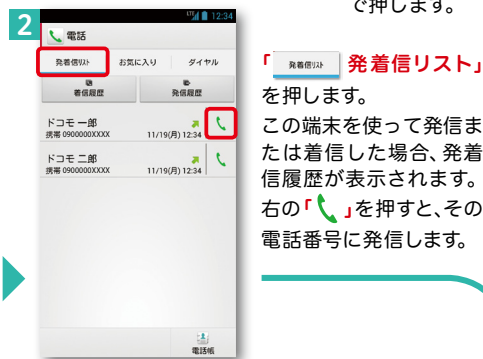 で押します。
2
LTE 12:34
電話
発着信リスト お気に入り ダイヤル
着信履歴 発信履歴
ドコモ 一郎
携帯 0900000XXXX 11/19(月) 12:34
ドコモ 二郎
携帯 0900000XXXX 11/19(月) 12:34
電話帳
「 発着信リスト 発着信リスト」
を押します。
この端末を使って発信ま
たは着信した場合、発着
信履歴が表示されます。
右の「 」を押すと、その
電話番号に発信します。